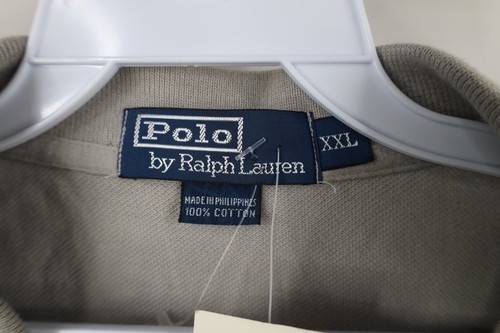 Polo
by Ralph Lauren
XXL
MADE IN PHILIPPINES
100% COTTON